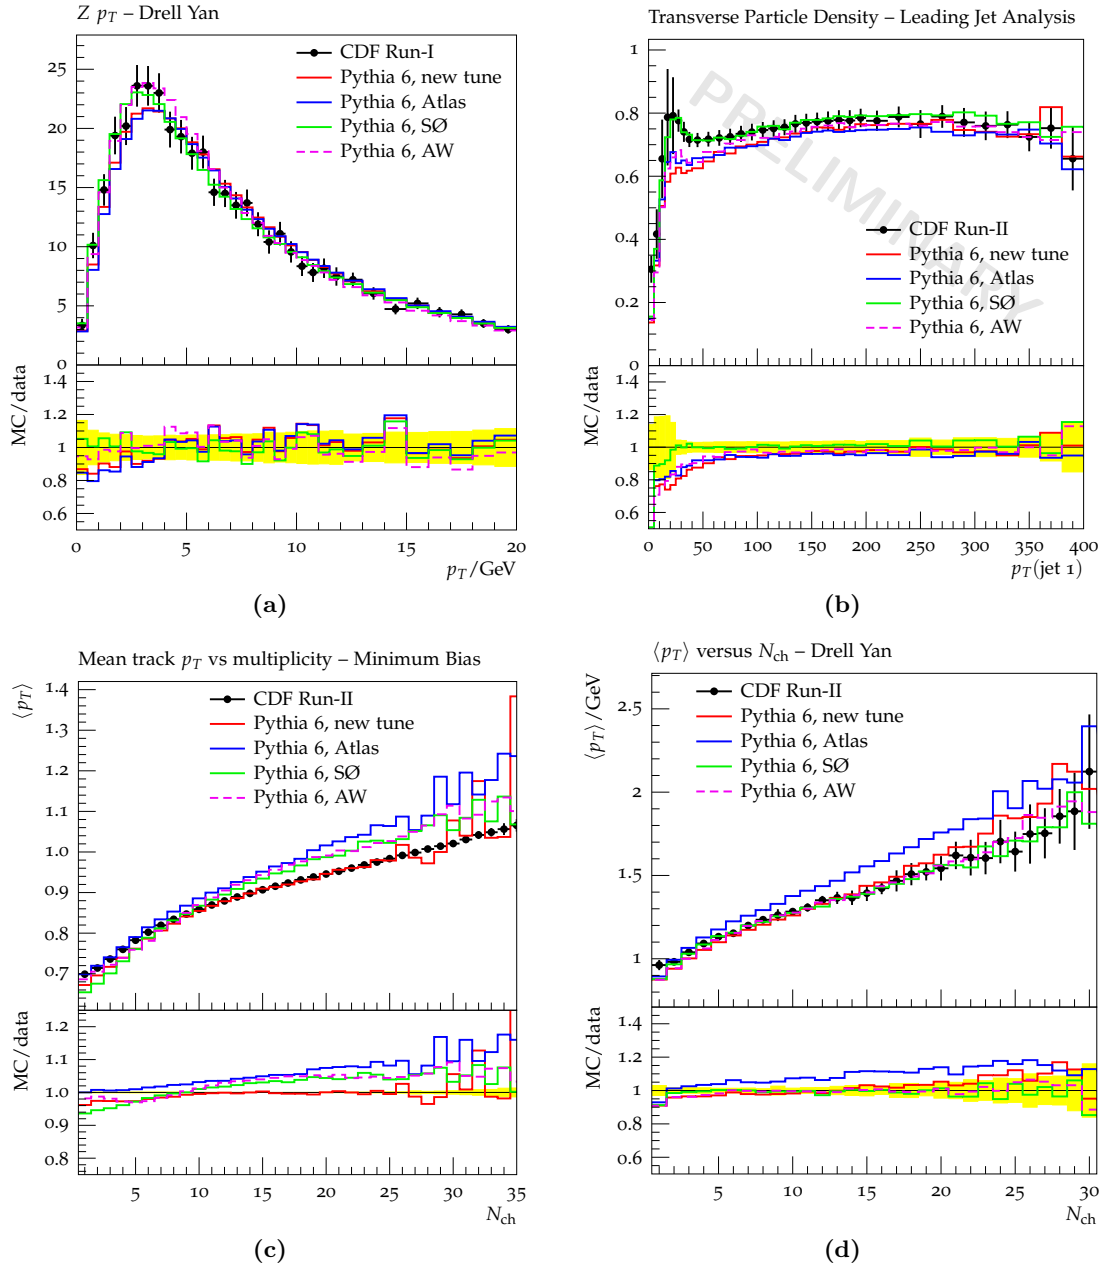 Z pT – Drell Yan
CDF Run-I
Pythia 6, new tune
Pythia 6, Atlas
Pythia 6, SØ
Pythia 6, AW
25
20
15
10
5
0
MC/data
1.4
1.2
1
0.8
0.6
0 5 10 15 20
pT/GeV
(a)
Transverse Particle Density – Leading Jet Analysis
PRELIMINARY
1
0.8
0.6
0.4
0.2
0
CDF Run-II
Pythia 6, new tune
Pythia 6, Atlas
Pythia 6, SØ
Pythia 6, AW
MC/data
1.4
1.2
1
0.8
0.6
0 50 100 150 200 250 300 350 400
pT(jet 1)
(b)
Mean track pT vs multiplicity – Minimum Bias
⟨pT⟩
CDF Run-II
Pythia 6, new tune
Pythia 6, Atlas
Pythia 6, SØ
Pythia 6, AW
1.4
1.3
1.2
1.1
1.0
0.9
0.8
0.7
MC/data
1.2
1.1
1.0
0.9
0.8
5 10 15 20 25 30 35
Nch
(c)
⟨pT⟩ versus Nch – Drell Yan
⟨pT⟩/GeV
CDF Run-II
Pythia 6, new tune
Pythia 6, Atlas
Pythia 6, SØ
Pythia 6, AW
2.5
2
1.5
1
MC/data
1.4
1.2
1
0.8
0.6
5 10 15 20 25 30
Nch
(d)